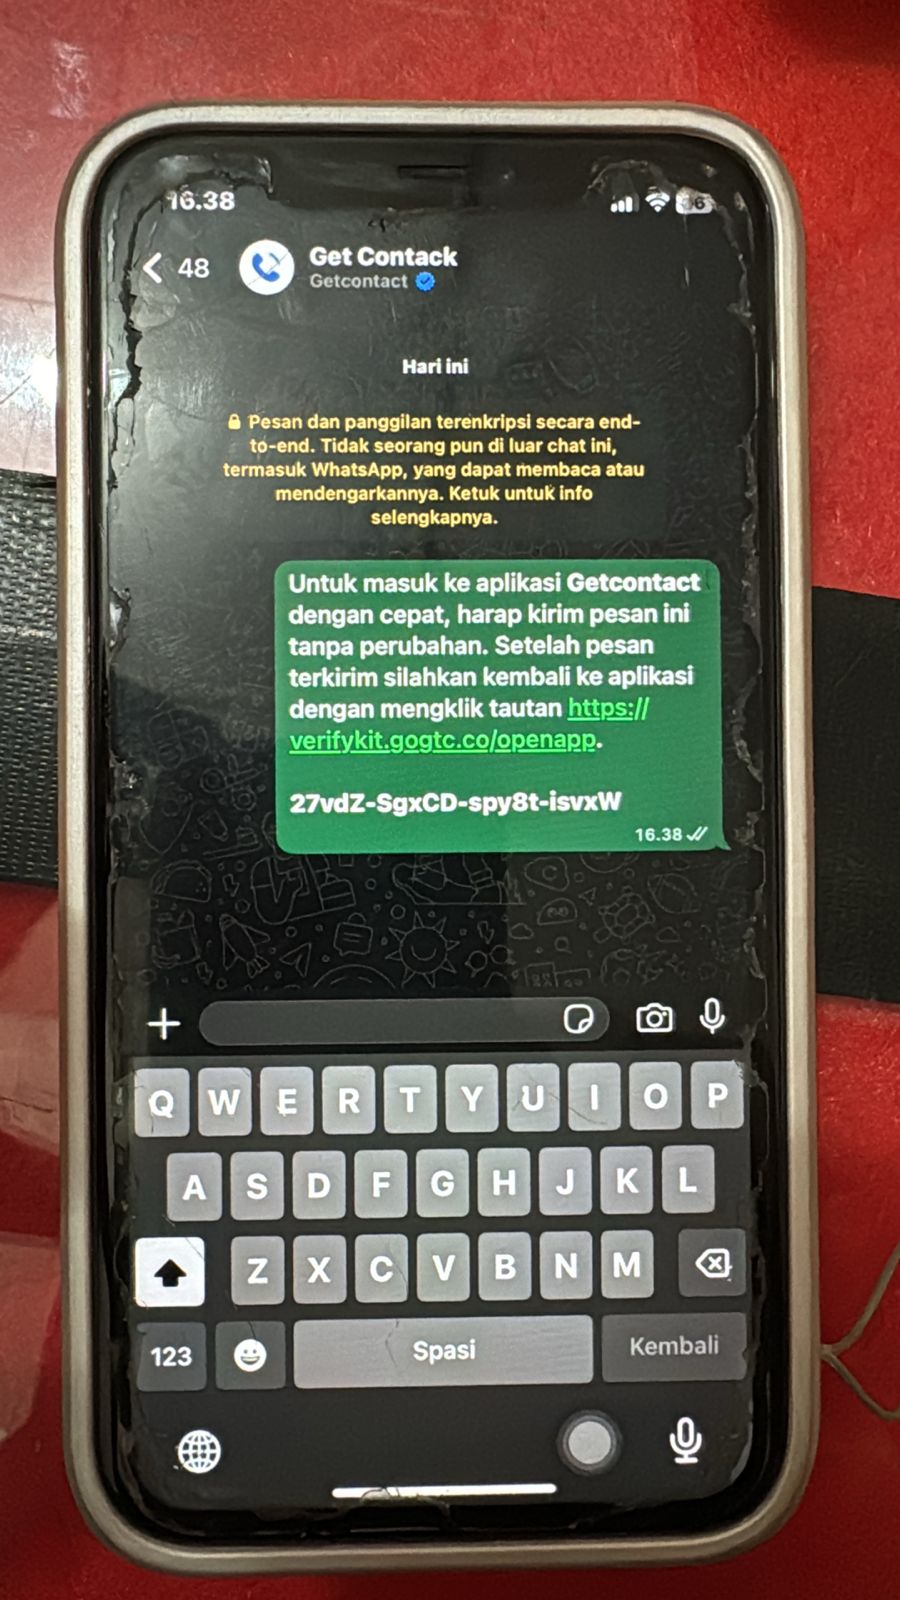 16.38
48
Get Contack
Getcontact
Hari ini
Pesan dan panggilan terenkripsi secara end-
to-end. Tidak seorang pun di luar chat ini,
termasuk WhatsApp, yang dapat membaca atau
mendengarkannya. Ketuk untuk info
selengkapnya.
Untuk masuk ke aplikasi Getcontact
dengan cepat, harap kirim pesan ini
tanpa perubahan. Setelah pesan
terkirim silahkan kembali ke aplikasi
dengan mengklik tautan https://
verifykit.gogtc.co/openapp.
27vdZ-SgxCD-spy8t-isvxW
16.38
Q W E R T Y U I O P
A S D F G H J K L
Z X C V B N M
123 Spasi Kembali